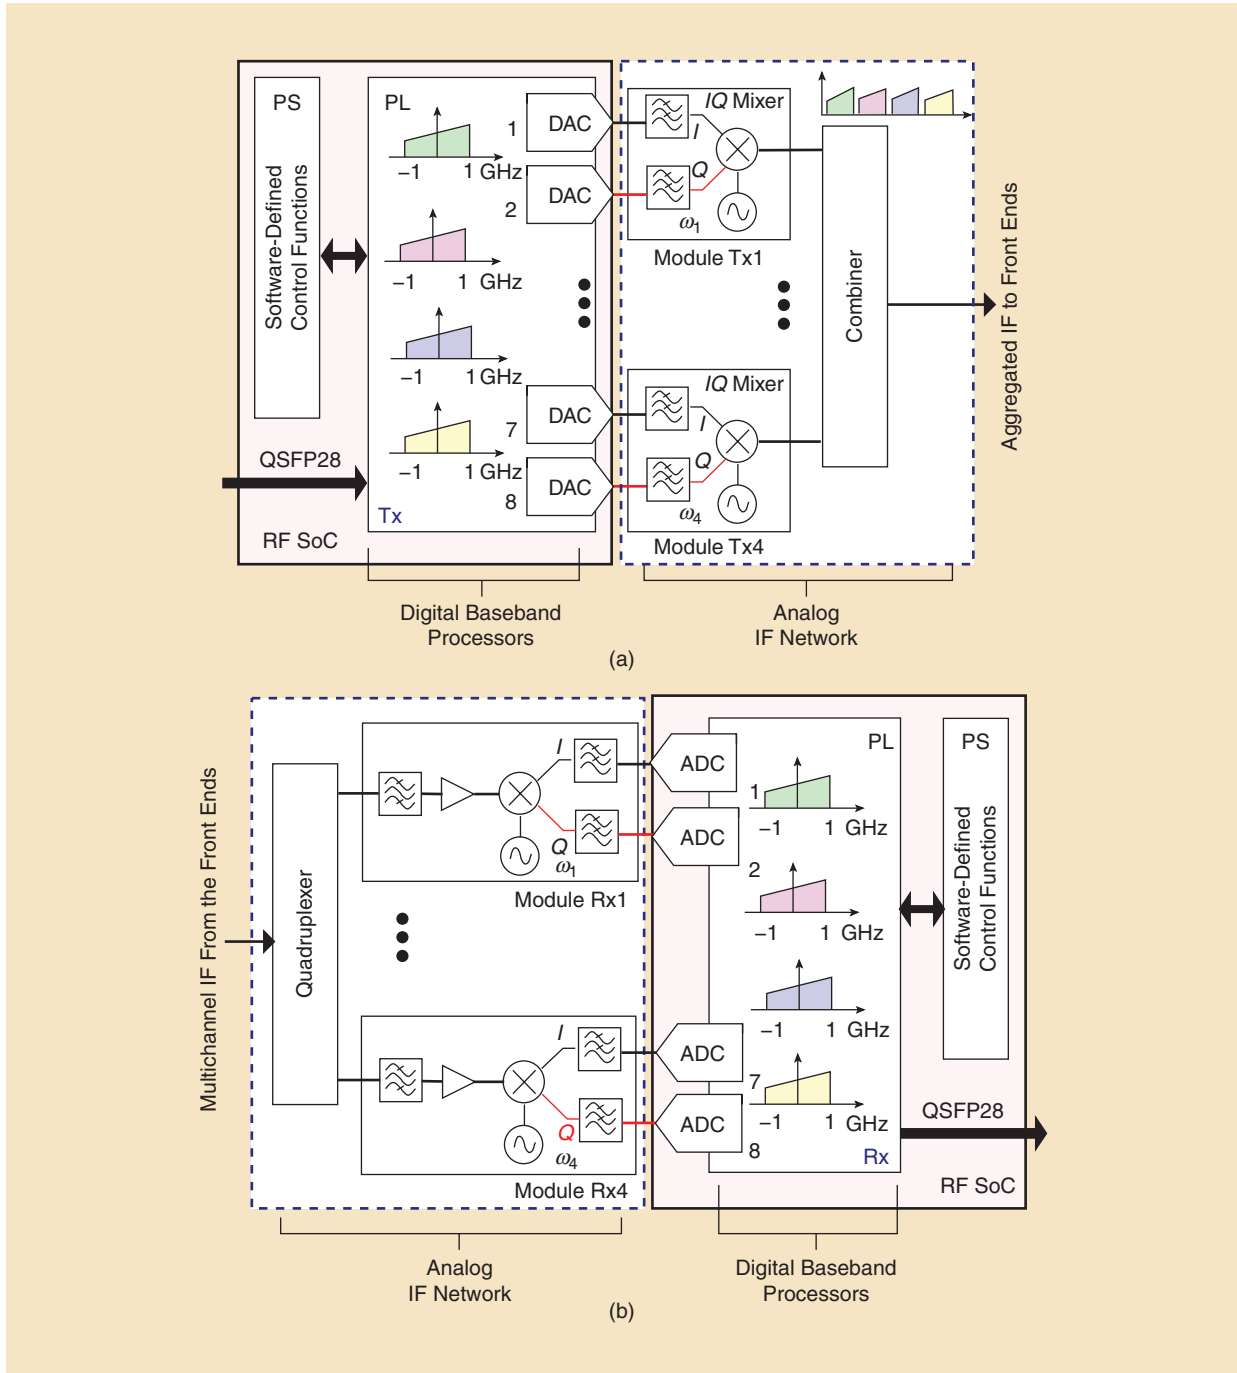 PS
Software-Defined
Control Functions
PL
−1
1 GHz
−1
1 GHz
−1
1 GHz
−1
1 GHz
1
DAC
2
DAC
7
DAC
8
DAC
QSFP28
Tx
RF SoC
IQ Mixer
I
Q
ω1
Module Tx1
IQ Mixer
I
Q
ω4
Module Tx4
Combiner
Aggregated IF to Front Ends
Digital Baseband
Processors
Analog
IF Network
(a)
Multichannel IF From the Front Ends
Quadruplexer
I
Q
ω1
Module Rx1
I
Q
ω4
Module Rx4
ADC
ADC
ADC
ADC
PL
1
−1
1 GHz
2
−1
1 GHz
−1
1 GHz
7
−1
1 GHz
8
Rx
PS
Software-Defined
Control Functions
QSFP28
RF SoC
Analog
IF Network
Digital Baseband
Processors
(b)